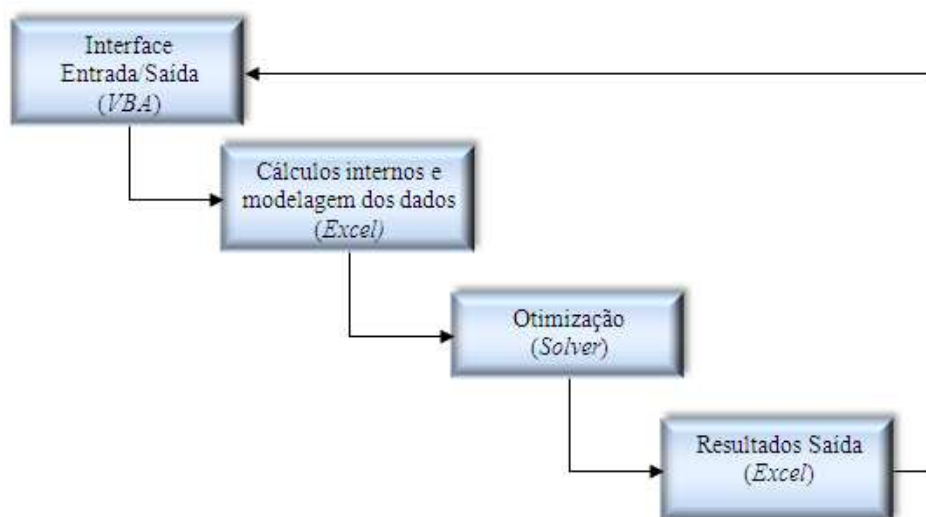 Interface
Entrada/Saída
(VBA)
Cálculos internos e
modelagem dos dados
(Excel)
Otimização
(Solver)
Resultados Saída
(Excel)